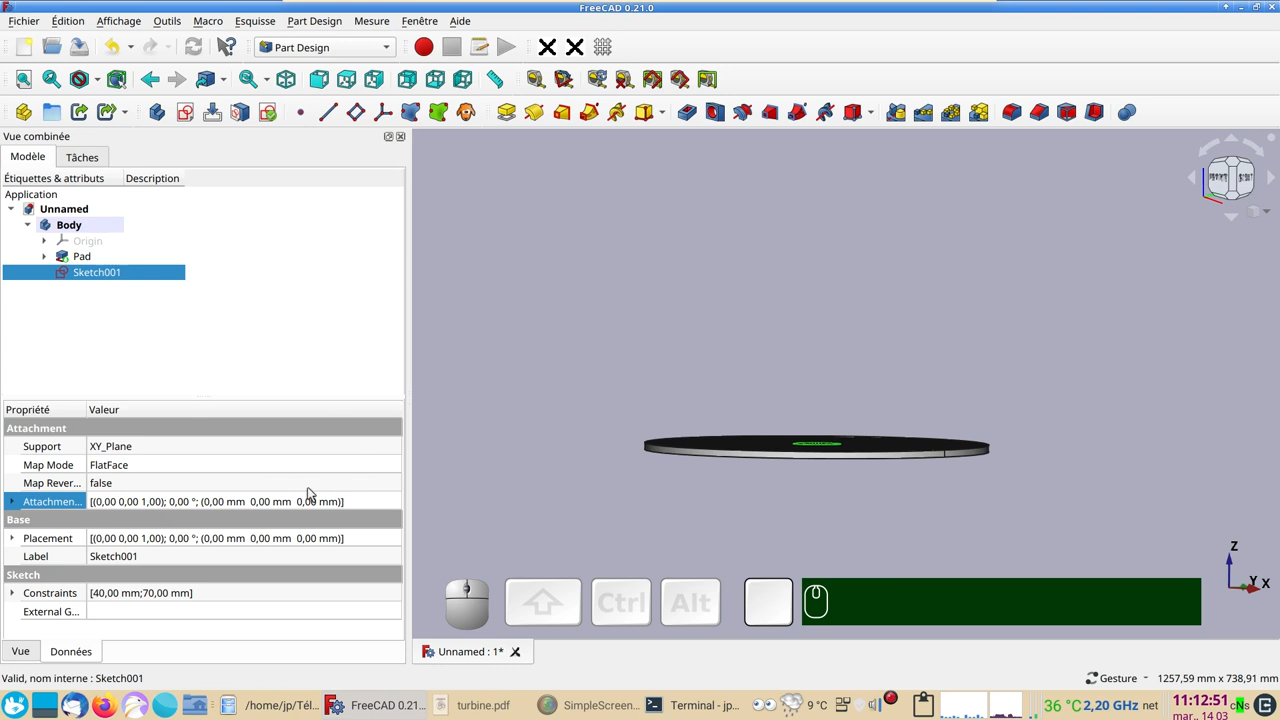 FreeCAD 0.21.0
Fichier Édition Affichage Outils Macro Esquisse Part Design Mesure Fenêtre Aide
Part Design
Vue combinée
Modèle Tâches
Étiquettes & attributs Description
Application
Unnamed
Body
Origin
Pad
Sketch001
Propriété Valeur
Attachment
Support XY_Plane
Map Mode FlatFace
Map Rever... false
Attachmen... [(0,00 0,00 1,00); 0,00 °; (0,00 mm 0,00 mm 0,00 mm)]
Base
Placement [(0,00 0,00 1,00); 0,00 °; (0,00 mm 0,00 mm 0,00 mm)]
Label Sketch001
Sketch
Constraints [40,00 mm;70,00 mm]
External G...
Vue Données
Z
Y X
Ctrl Alt
Unnamed : 1*
Valid, nom interne : Sketch001
Gesture 1257,59 mm x 738,91 mm
/home/jp/Tél... FreeCAD 0.21... turbine.pdf SimpleScreen... Terminal - jp... 9 °C 36 °C 2,20 GHz net 11:12:51
mar., 14 03